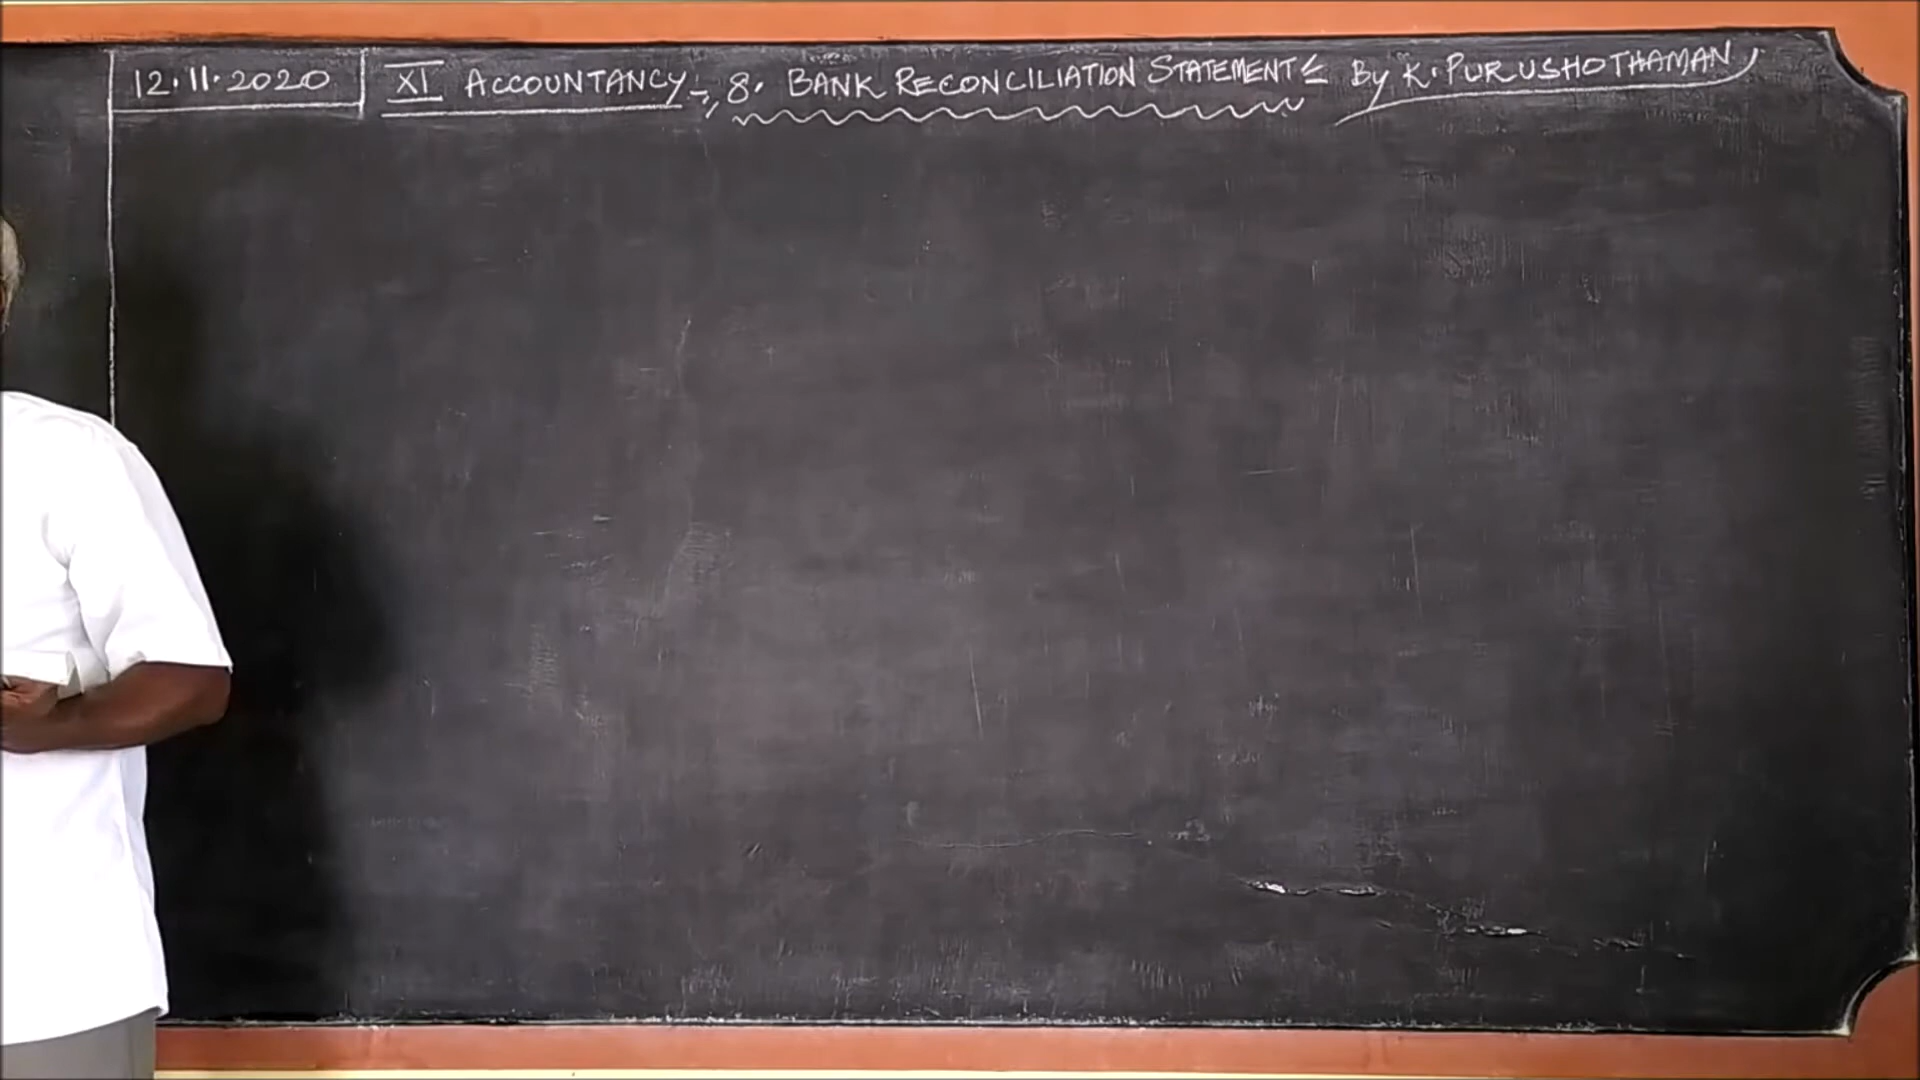 12.11.2020 XI ACCOUNTANCY:- 8. BANK RECONCILIATION STATEMENT By K. PURUSHOTHAMAN